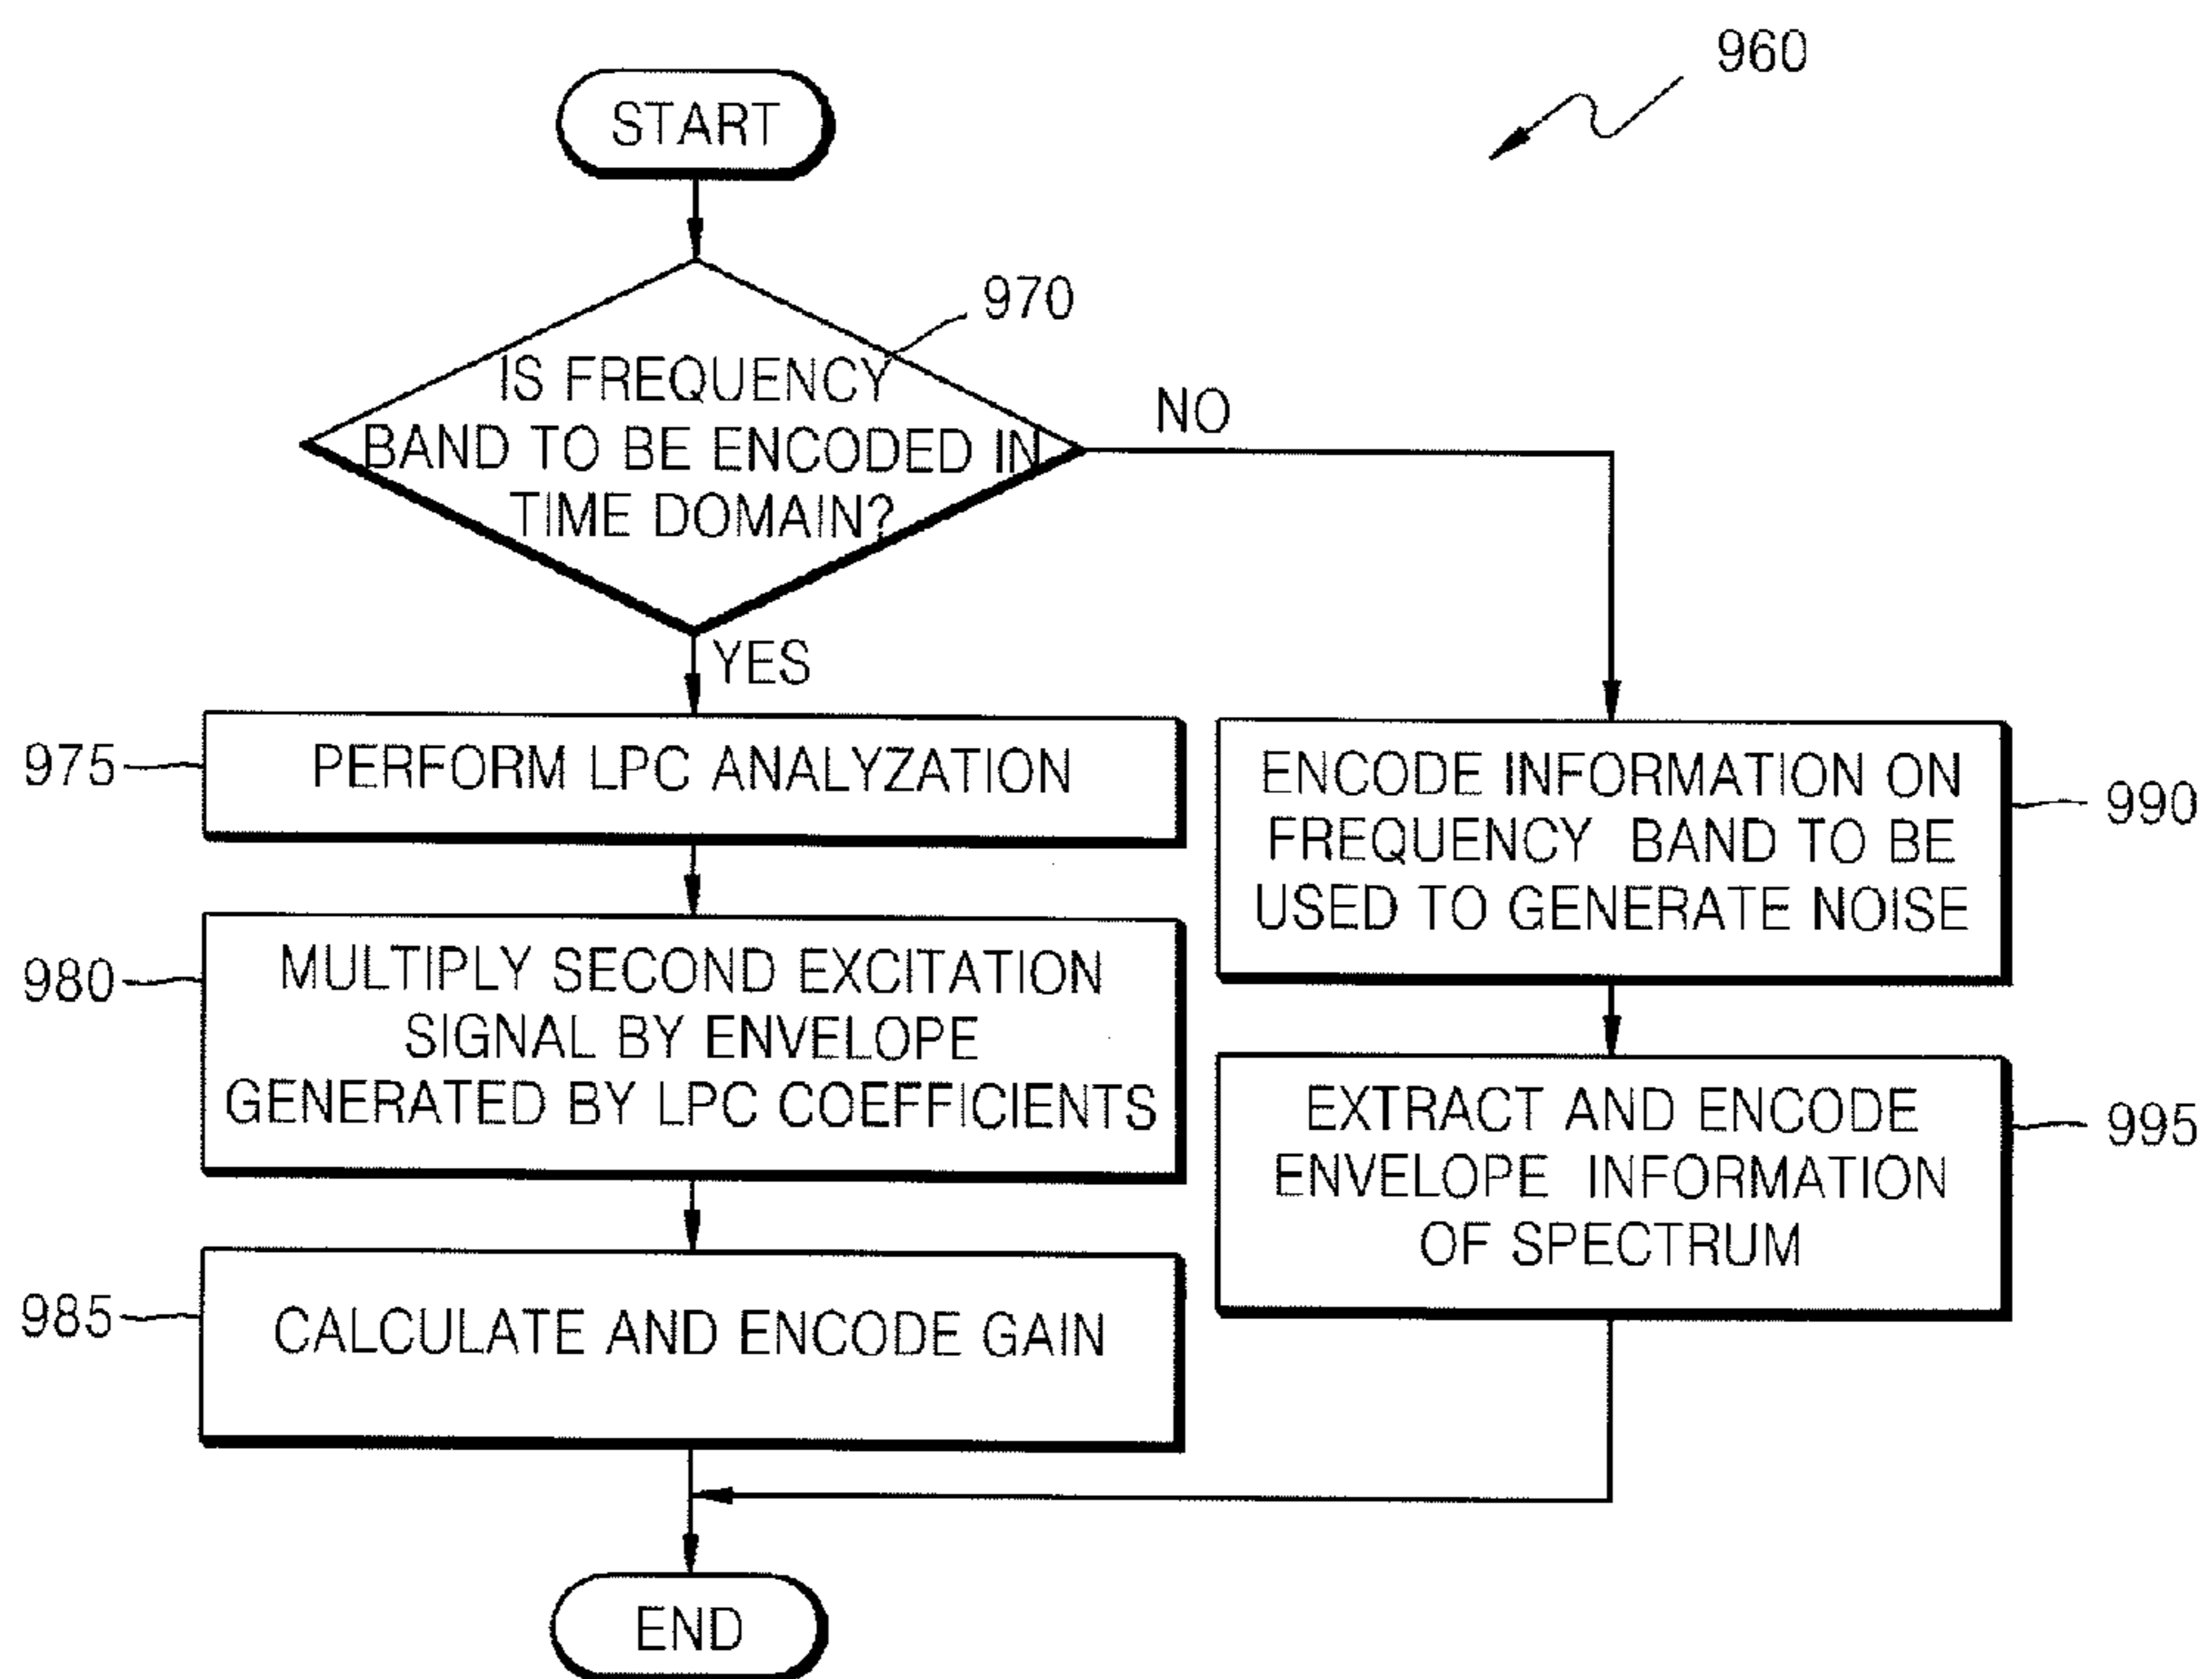 960
START
970
IS FREQUENCY
BAND TO BE ENCODED IN
TIME DOMAIN?
NO
YES
975
PERFORM LPC ANALYZATION
980
MULTIPLY SECOND EXCITATION
SIGNAL BY ENVELOPE
GENERATED BY LPC COEFFICIENTS
985
CALCULATE AND ENCODE GAIN
ENCODE INFORMATION ON
FREQUENCY BAND TO BE
USED TO GENERATE NOISE
990
EXTRACT AND ENCODE
ENVELOPE INFORMATION
OF SPECTRUM
995
END